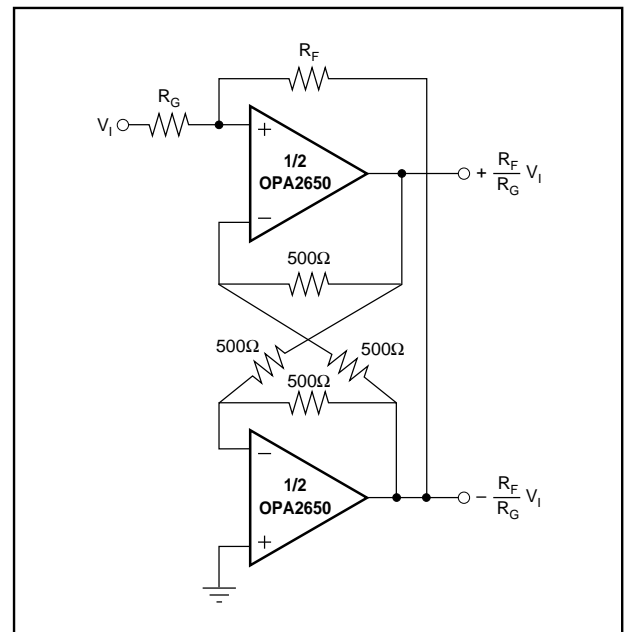 R_F
R_G
V_I
+
1/2
OPA2650
−
+ R_F/R_G V_I
500Ω
500Ω
500Ω
500Ω
−
1/2
OPA2650
+
− R_F/R_G V_I